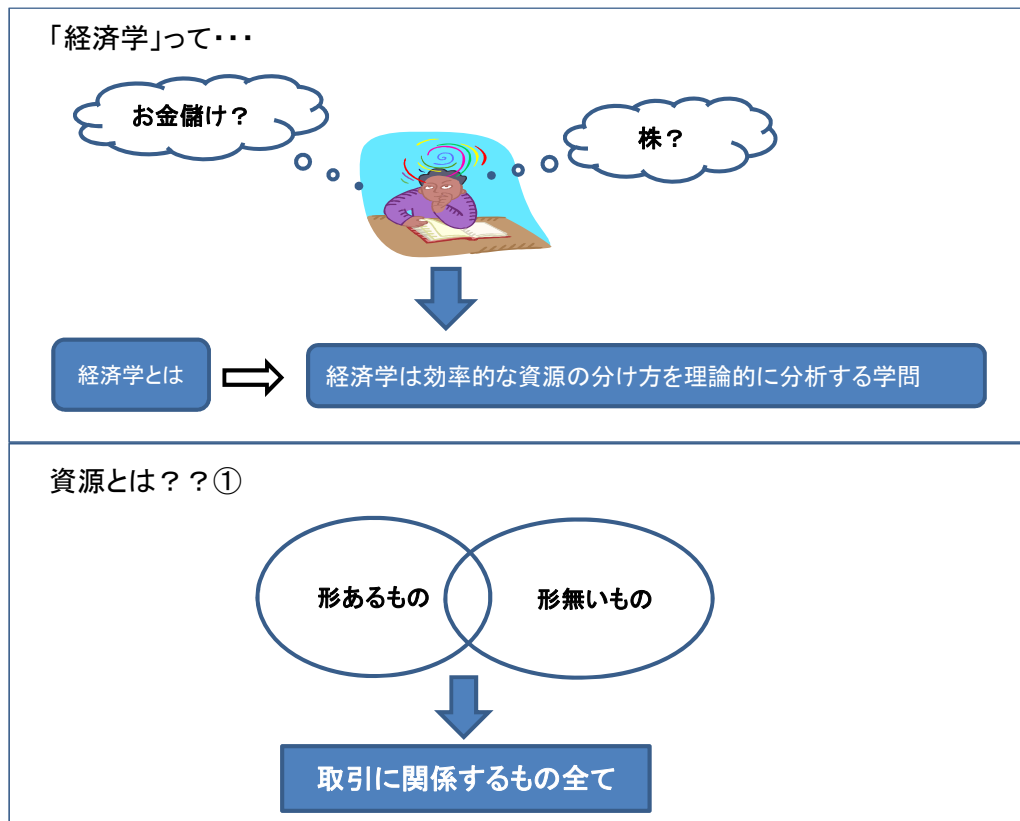 「経済学」って・・・
お金儲け？
株？
経済学とは
経済学は効率的な資源の分け方を理論的に分析する学問
資源とは？？①
形あるもの
形無いもの
取引に関係するもの全て